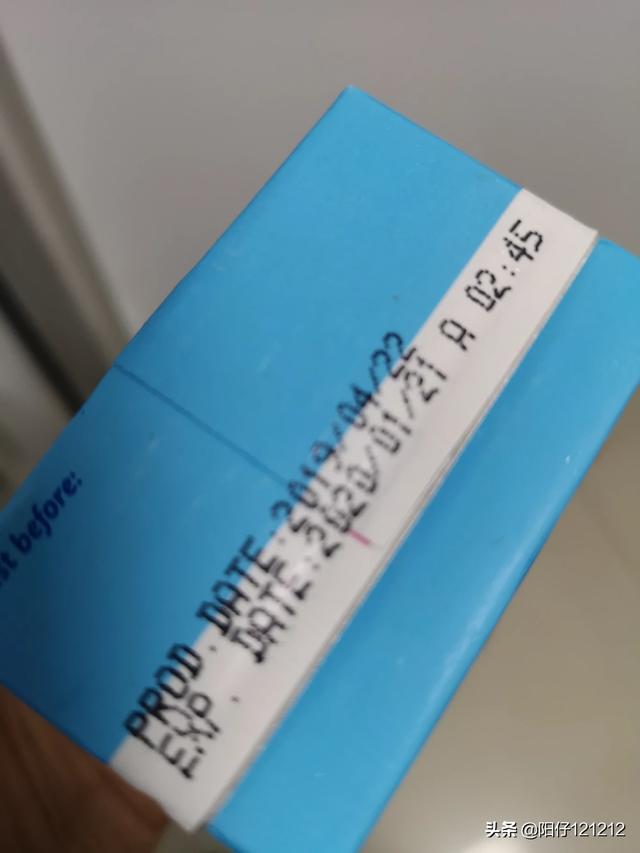 PROD. DATE:2019/04/22
EXP. DATE:2020/01/21 A 02:45
st before:
头条 @阳仔121212